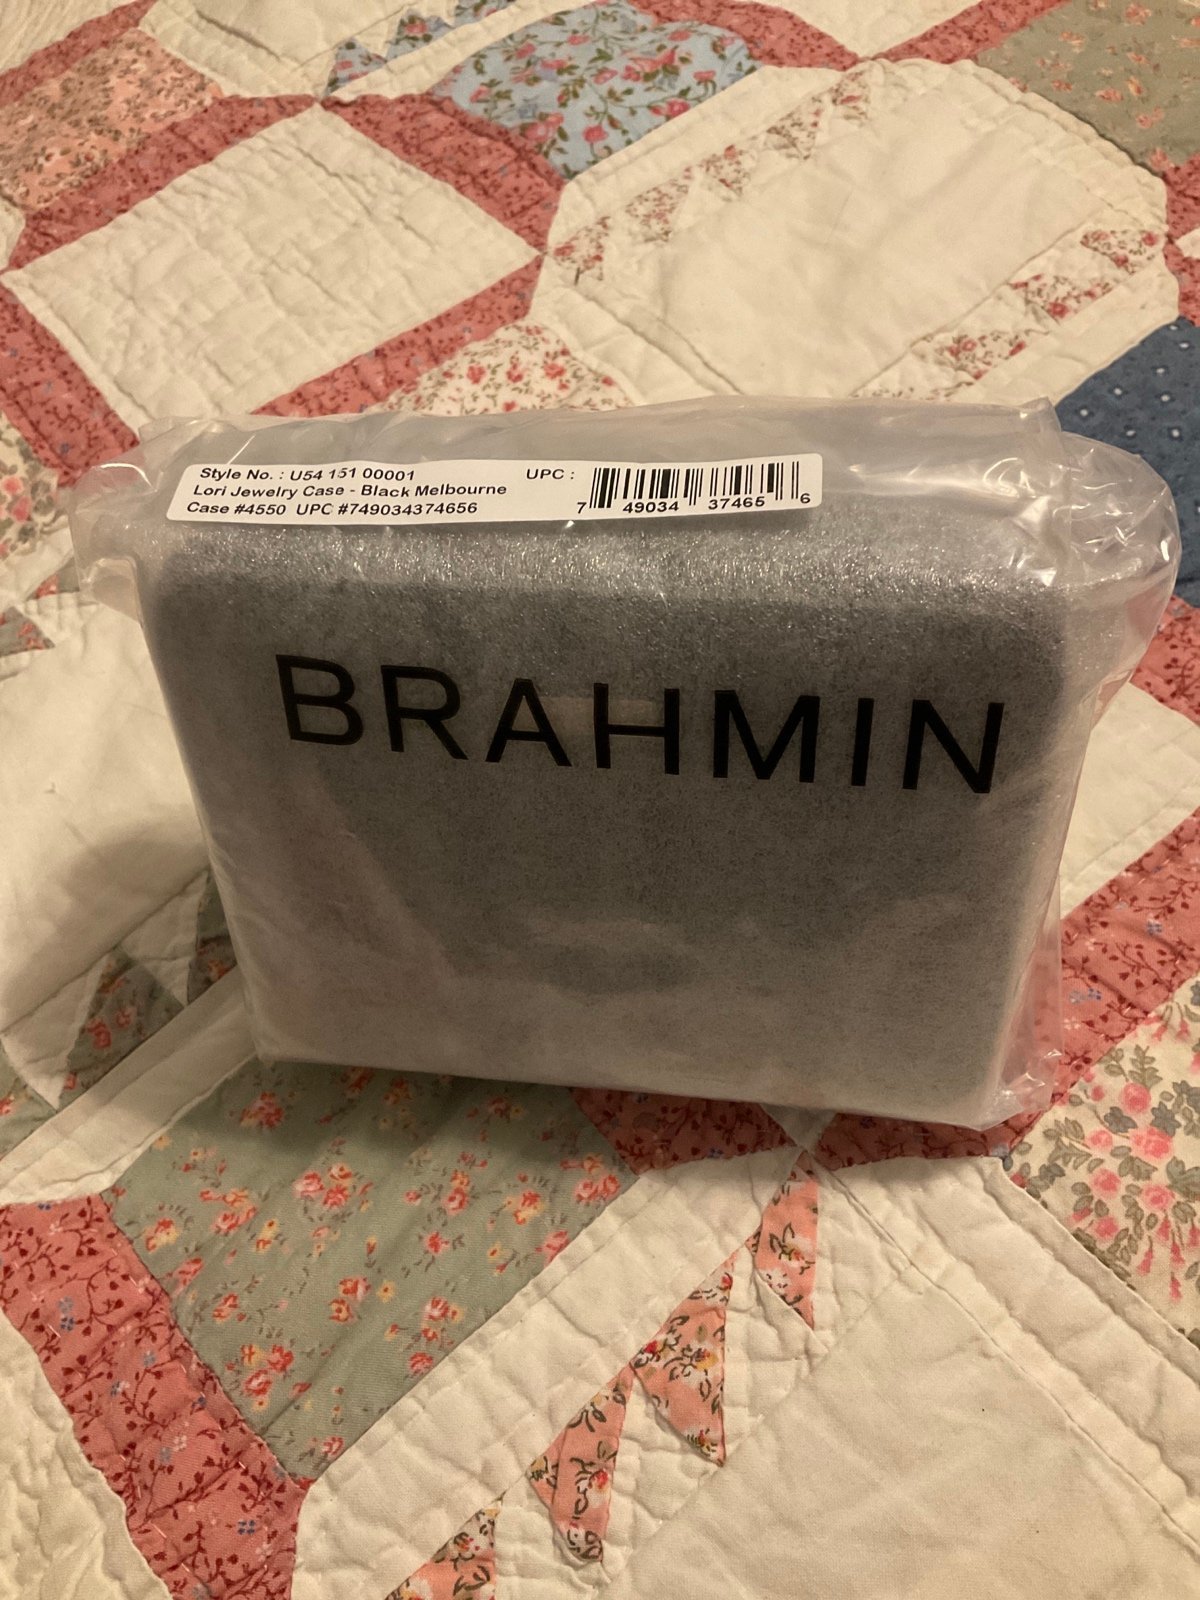 Style No. : U54 151 00001 UPC :
Lori Jewelry Case - Black Melbourne
Case #4550 UPC #749034374656
7 49034 37465 6
BRAHMIN